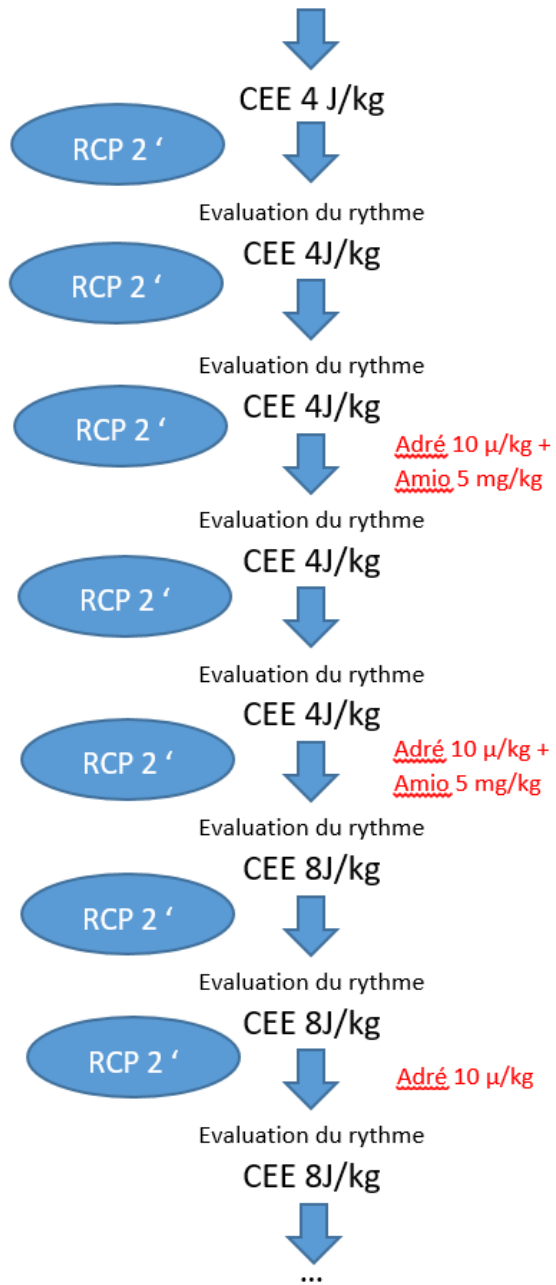 CEE 4 J/kg
RCP 2 ‘
Evaluation du rythme
CEE 4J/kg
RCP 2 ‘
Evaluation du rythme
CEE 4J/kg
RCP 2 ‘
Adré 10 µ/kg +
Amio 5 mg/kg
Evaluation du rythme
CEE 4J/kg
RCP 2 ‘
Evaluation du rythme
CEE 4J/kg
RCP 2 ‘
Adré 10 µ/kg +
Amio 5 mg/kg
Evaluation du rythme
CEE 8J/kg
RCP 2 ‘
Evaluation du rythme
CEE 8J/kg
RCP 2 ‘
Adré 10 µ/kg
Evaluation du rythme
CEE 8J/kg
...